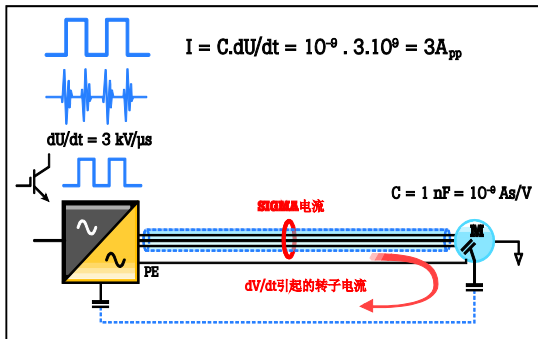 I = C.dU/dt = 10⁻⁹ . 3.10⁹ = 3Aₚₚ
dU/dt = 3 kV/μs
C = 1 nF = 10⁻⁹ As/V
SIGMA电流
M
PE
dV/dt引起的转子电流